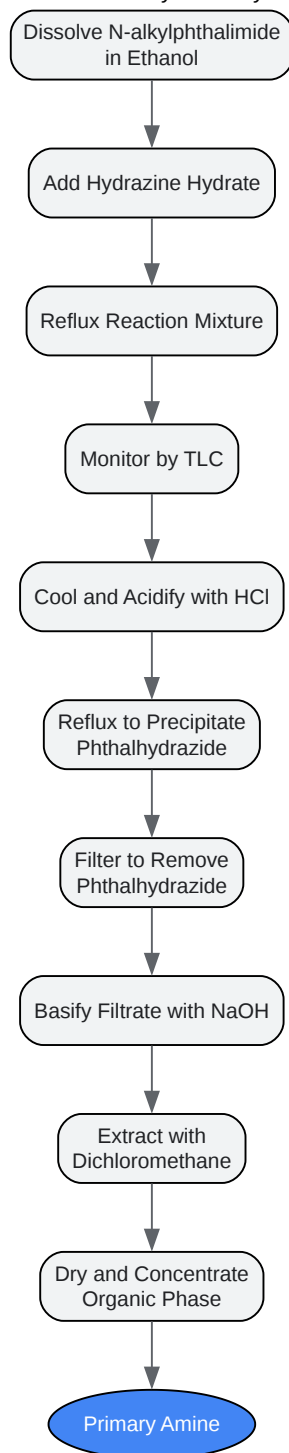 Dissolve N-alkylphthalimide
in Ethanol
Add Hydrazine Hydrate
Reflux Reaction Mixture
Monitor by TLC
Cool and Acidify with HCl
Reflux to Precipitate
Phthalhydrazide
Filter to Remove
Phthalhydrazide
Basify Filtrate with NaOH
Extract with
Dichloromethane
Dry and Concentrate
Organic Phase
Primary Amine